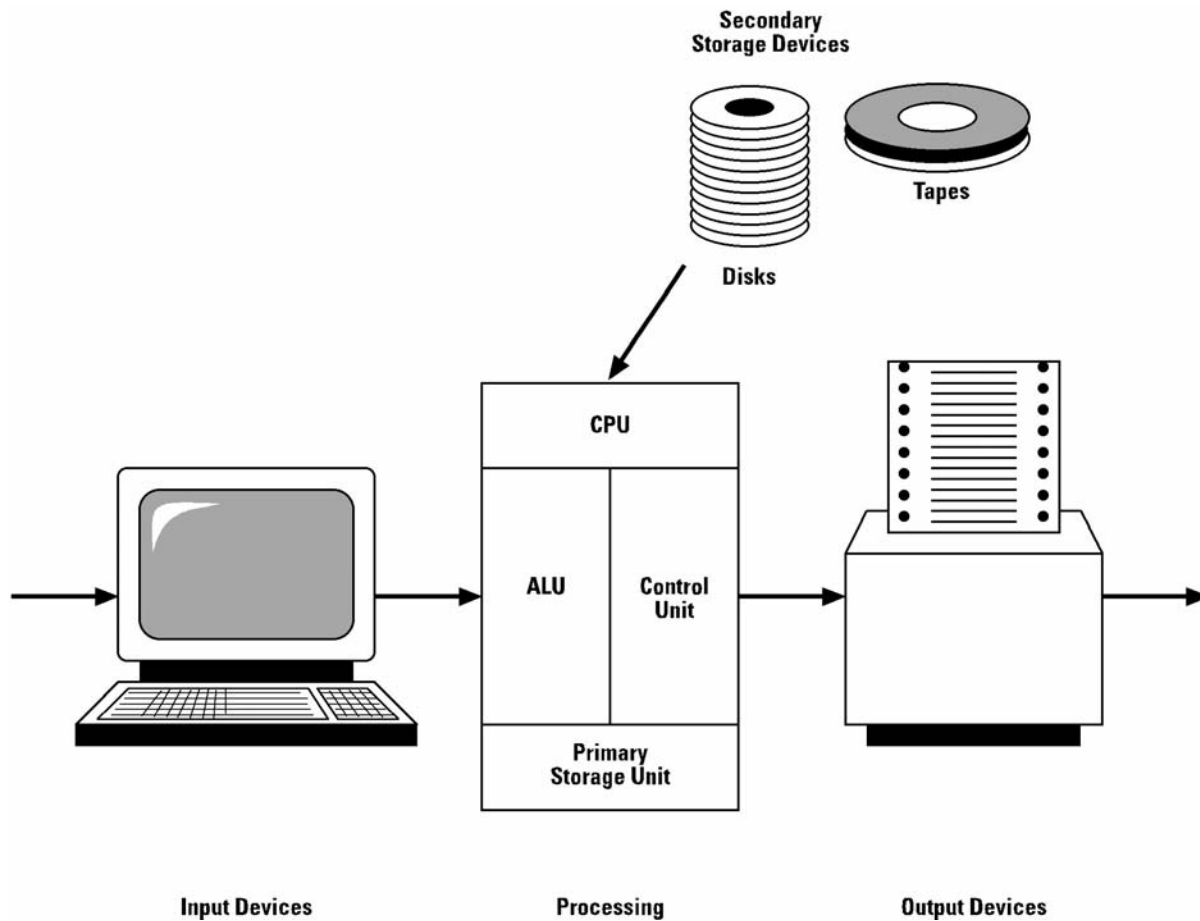 Secondary
Storage Devices
Tapes
Disks
CPU
ALU
Control
Unit
Primary
Storage Unit
Input Devices
Processing
Output Devices